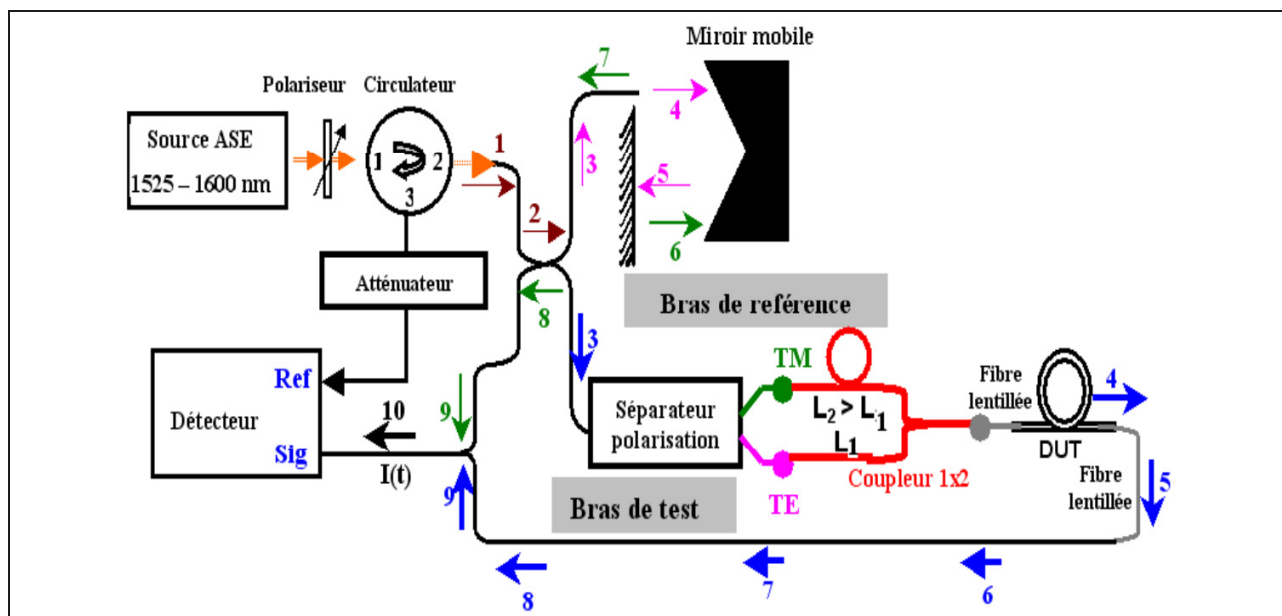 Miroir mobile
Polariseur
Circulateur
7
4
Source ASE
1525 – 1600 nm
1
2
3
1
3
5
2
6
Atténuateur
Bras de reférence
8
3
TM
Ref
Détecteur
Sig
9
10
I(t)
Séparateur
polarisation
L2 > L1
L1
Coupleur 1x2
Fibre
lentillée
4
DUT
TE
9
Bras de test
Fibre
lentillée
5
8
7
6